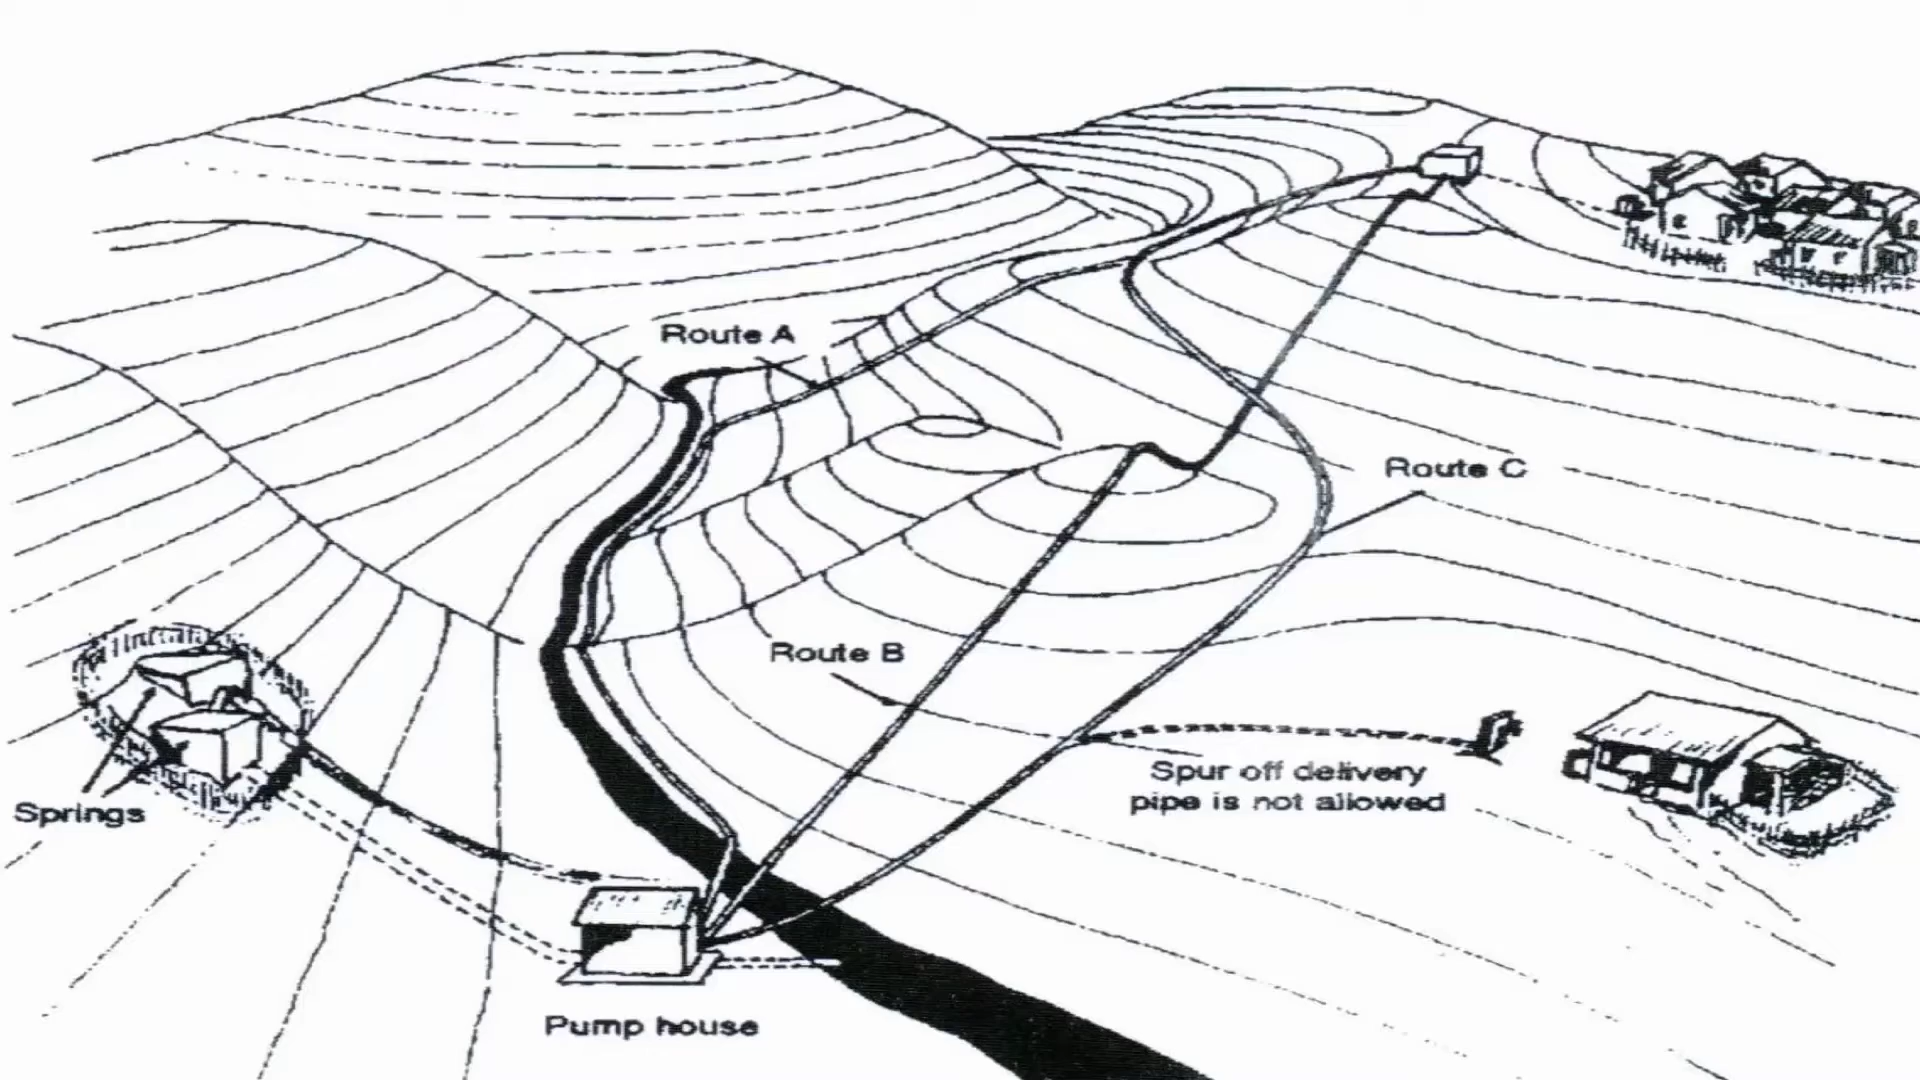 Route A
Route C
Route B
Spur off delivery
pipe is not allowed
Springs
Pump house